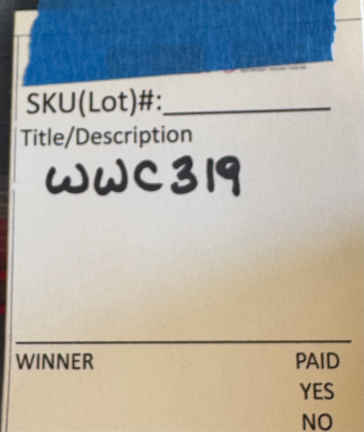 SKU(Lot)#:
Title/Description
WWC319
WINNER PAID
YES
NO